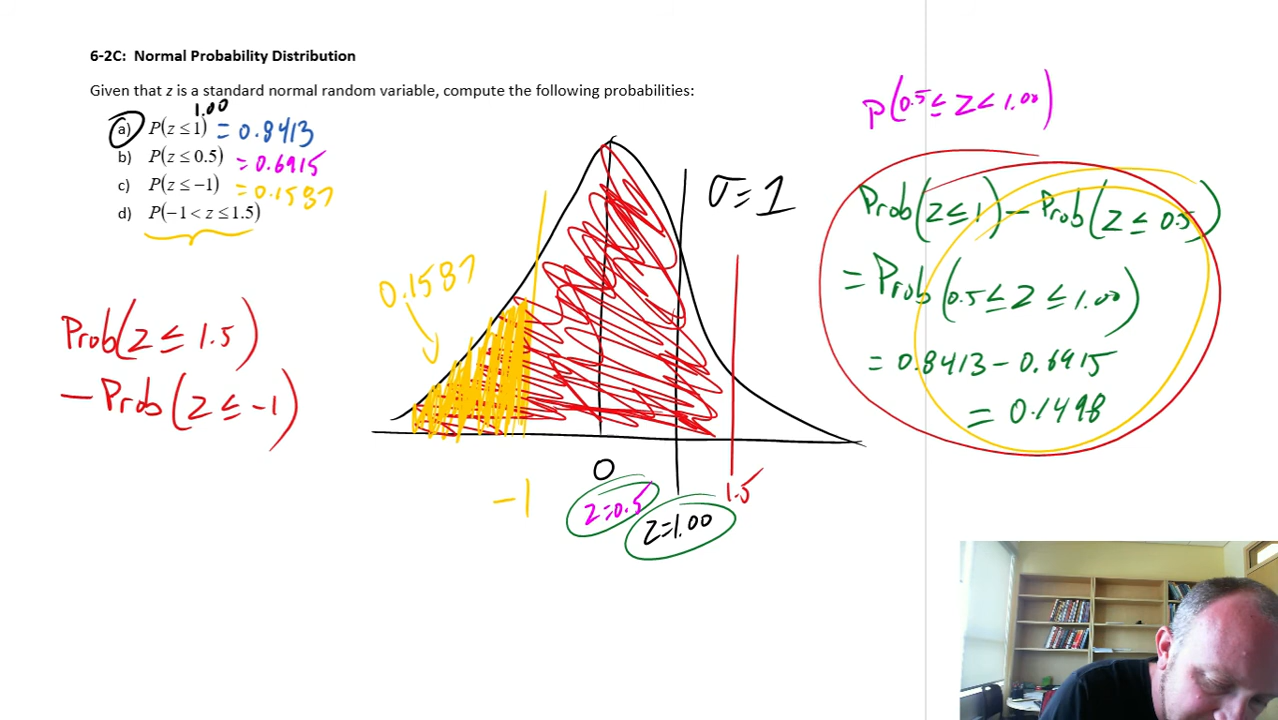 6-2C: Normal Probability Distribution
Given that z is a standard normal random variable, compute the following probabilities:
1.00
a) P(z ≤ 1) = 0.8413
b) P(z ≤ 0.5) = 0.6915
c) P(z ≤ −1) = 0.1587
d) P(−1 < z ≤ 1.5)
P(0.5 ≤ Z ≤ 1.00)
σ = 1
Prob(Z ≤ 1) − Prob(Z ≤ 0.5)
= Prob(0.5 ≤ Z ≤ 1.00)
= 0.8413 − 0.6915
= 0.1498
0.1587
Prob(Z ≤ 1.5)
− Prob(Z ≤ −1)
−1
0
Z=0.5
Z=1.00
1.5